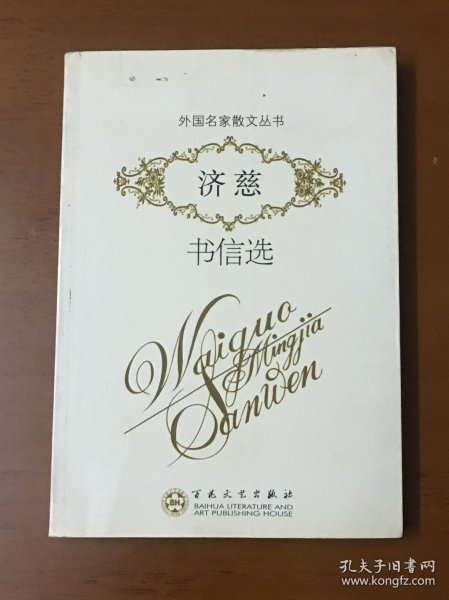 外国名家散文丛书
济慈
书信选
Waiguo
Mingjia
Sanwen
BH
百花文艺出版社
BAIHUA LITERATURE AND
ART PUBLISHING HOUSE
孔夫子旧书网
www.kongfz.com